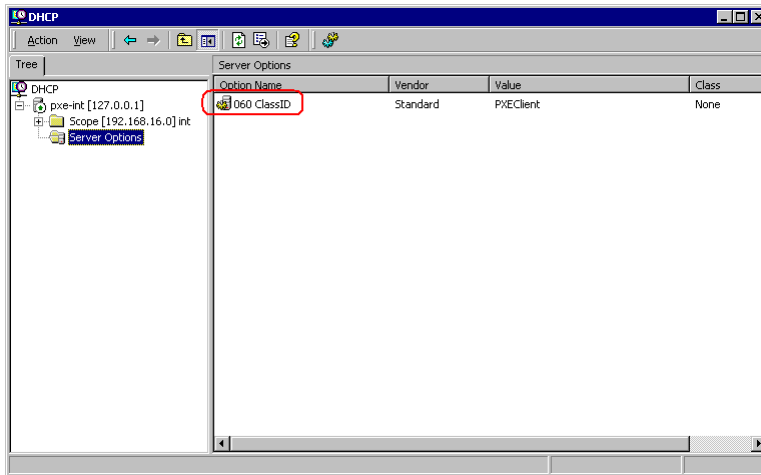 DHCP
Action View
Tree
Server Options
DHCP
pxe-int [127.0.0.1]
Scope [192.168.16.0] int
Server Options
Option Name Vendor Value Class
060 ClassID Standard PXEClient None